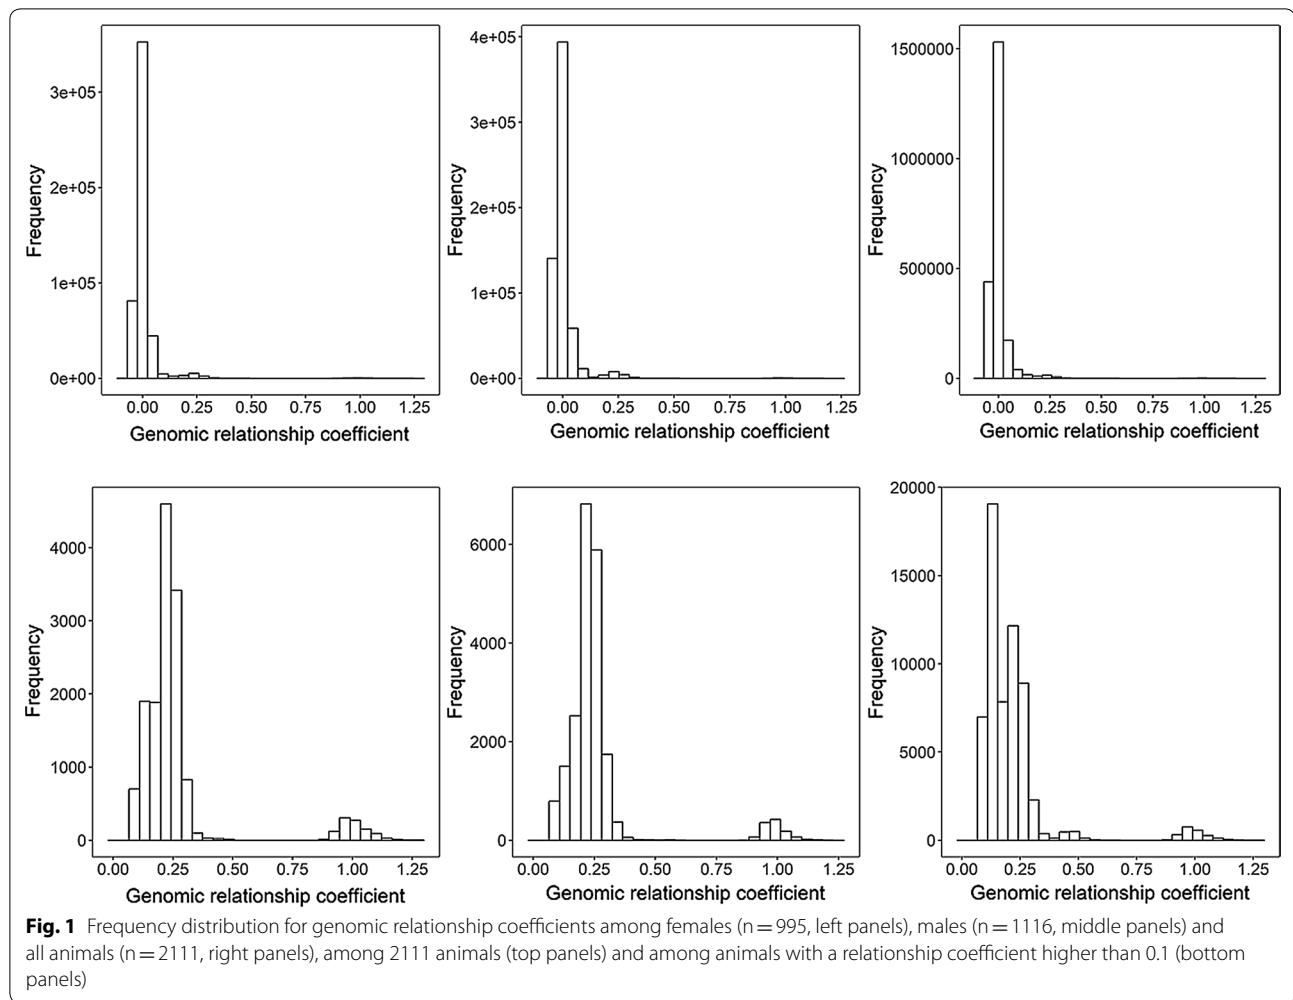 3e+05
2e+05
1e+05
0e+00
Frequency
0.00 0.25 0.50 0.75 1.00 1.25
Genomic relationship coefficient
4e+05
3e+05
2e+05
1e+05
0e+00
Frequency
0.00 0.25 0.50 0.75 1.00 1.25
Genomic relationship coefficient
1500000
1000000
500000
0
Frequency
0.00 0.25 0.50 0.75 1.00 1.25
Genomic relationship coefficient
4000
3000
2000
1000
0
Frequency
0.00 0.25 0.50 0.75 1.00 1.25
Genomic relationship coefficient
6000
4000
2000
0
Frequency
0.00 0.25 0.50 0.75 1.00 1.25
Genomic relationship coefficient
20000
15000
10000
5000
0
Frequency
0.00 0.25 0.50 0.75 1.00 1.25
Genomic relationship coefficient
Fig. 1 Frequency distribution for genomic relationship coefficients among females (n = 995, left panels), males (n = 1116, middle panels) and
all animals (n = 2111, right panels), among 2111 animals (top panels) and among animals with a relationship coefficient higher than 0.1 (bottom
panels)